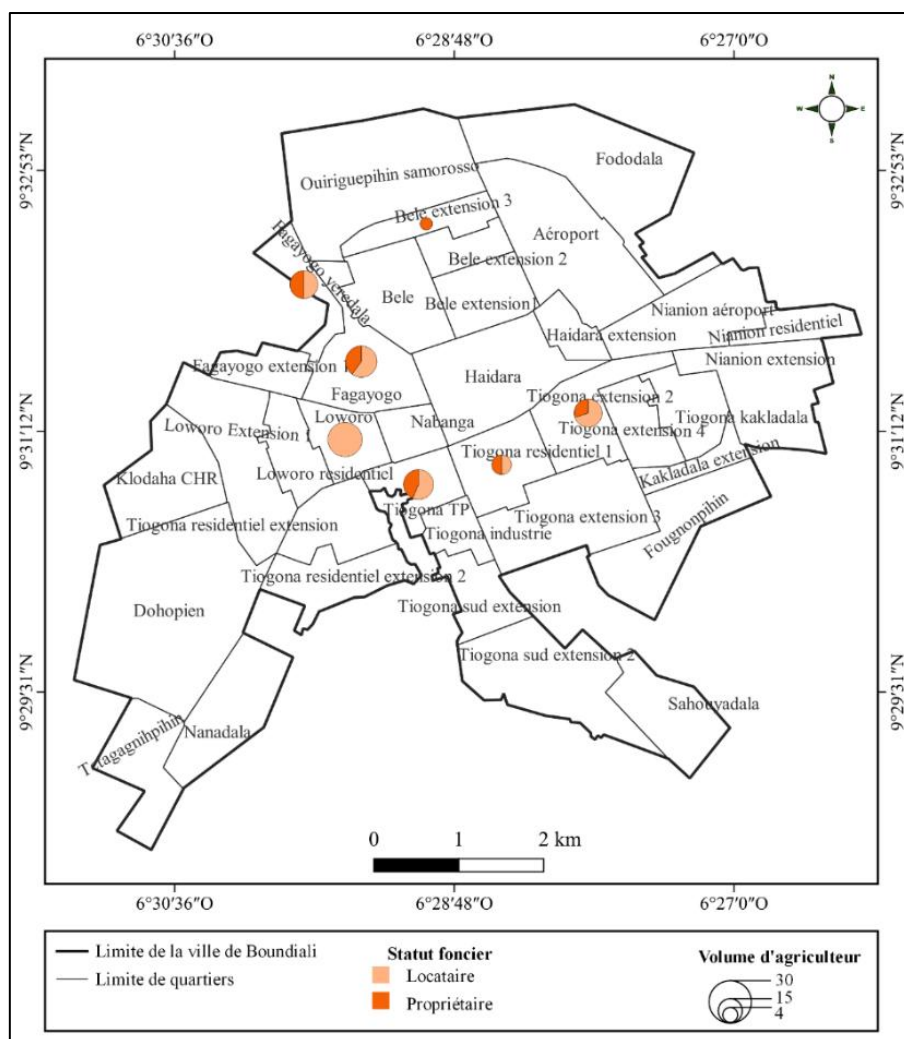 6°30'36"O
6°28'48"O
6°27'0"O
N
W
E
S
9°32'53"N
9°32'53"N
Fododala
Ouiriguepihin samorosso
Bele extension 3
Aéroport
Fagayogo yeredala
Bele extension 2
Bele
Bele extension1
Nianion aéroport
Nianion residentiel
Haidara extension
Nianion extension
Fagayogo extension 1
Haidara
Fagayogo
Tiogona extension 2
9°31'12"N
9°31'12"N
Loworo
Nabanga
Tiogona kakladala
Loworo Extension 1
Tiogona extension 4
Tiogona residentiel 1
Klodaha CHR
Loworo residentiel
Kakladala extension
Tiogona TP
Tiogona extension 3
Tiogona residentiel extension
Tiogona industrie
Fougnonpihin
Tiogona residentiel extension 2
Dohopien
Tiogona sud extension
Tiogona sud extension 2
9°29'31"N
9°29'31"N
Sahouyadala
Nanadala
0 1 2 km
6°30'36"O
6°28'48"O
6°27'0"O
Limite de la ville de Boundiali
Limite de quartiers
Statut foncier
Locataire
Propriétaire
Volume d'agriculteur
30
15
4